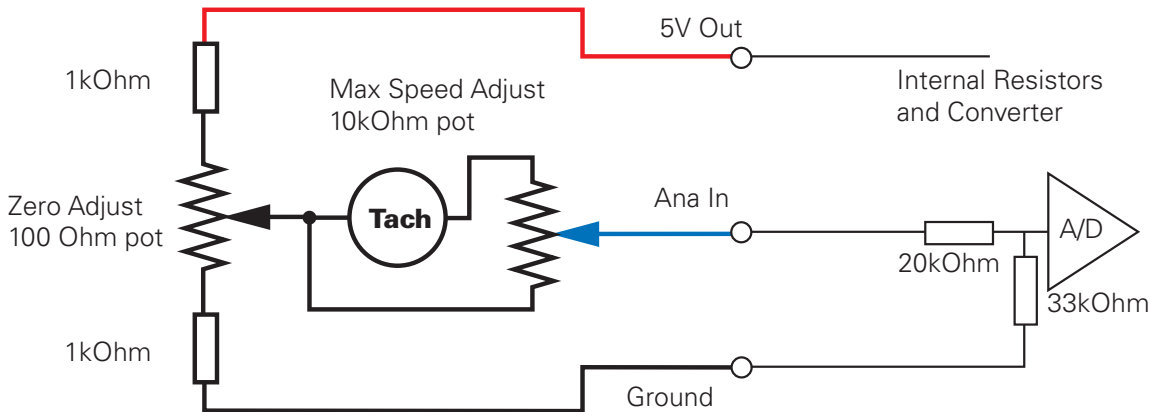 5V Out
1kOhm
Internal Resistors
and Converter
Max Speed Adjust
10kOhm pot
Zero Adjust
100 Ohm pot
Tach
Ana In
A/D
20kOhm
33kOhm
1kOhm
Ground